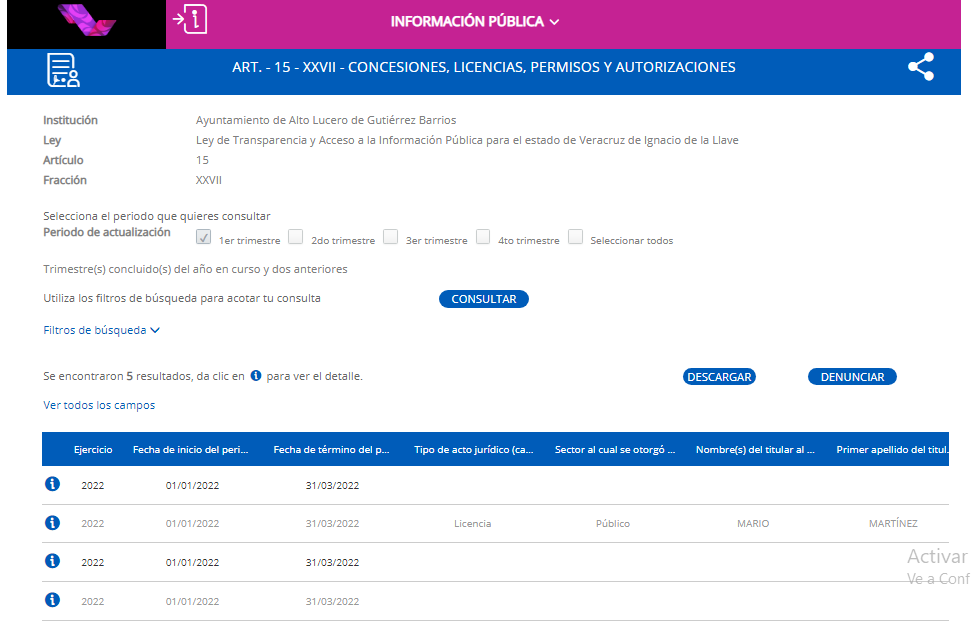 INFORMACIÓN PÚBLICA
ART. - 15 - XXVII - CONCESIONES, LICENCIAS, PERMISOS Y AUTORIZACIONES
Institución Ayuntamiento de Alto Lucero de Gutiérrez Barrios
Ley Ley de Transparencia y Acceso a la Información Pública para el estado de Veracruz de Ignacio de la Llave
Artículo 15
Fracción XXVII
Selecciona el periodo que quieres consultar
Periodo de actualización 1er trimestre 2do trimestre 3er trimestre 4to trimestre Seleccionar todos
Trimestre(s) concluido(s) del año en curso y dos anteriores
Utiliza los filtros de búsqueda para acotar tu consulta CONSULTAR
Filtros de búsqueda
Se encontraron 5 resultados, da clic en i para ver el detalle. DESCARGAR DENUNCIAR
Ver todos los campos
Ejercicio Fecha de inicio del peri... Fecha de término del p... Tipo de acto jurídico (ca... Sector al cual se otorgó ... Nombre(s) del titular al ... Primer apellido del titul.
2022 01/01/2022 31/03/2022
2022 01/01/2022 31/03/2022 Licencia Público MARIO MARTÍNEZ
2022 01/01/2022 31/03/2022
2022 01/01/2022 31/03/2022
Activar
Ve a Conf